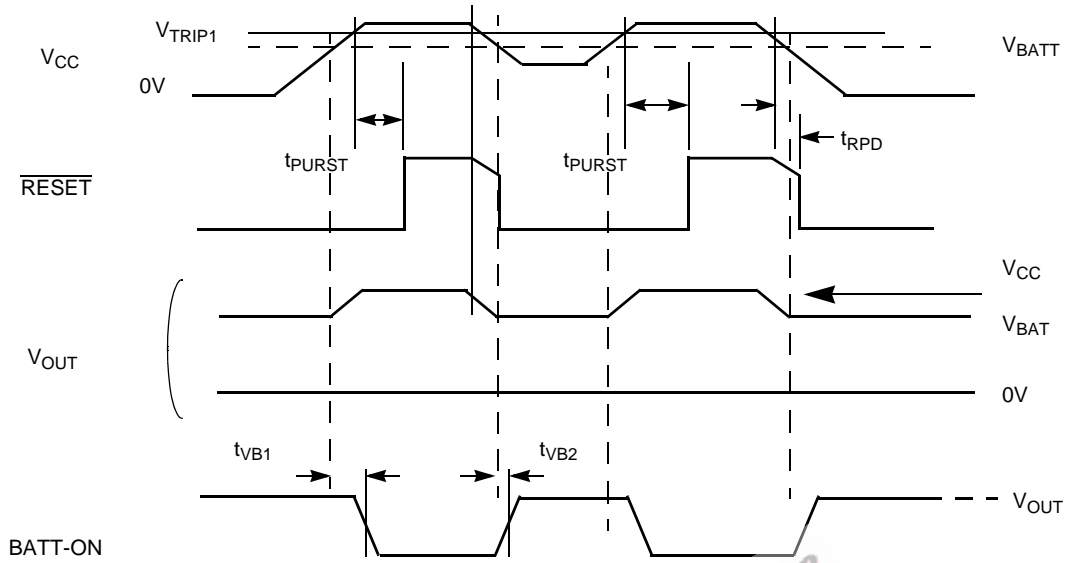 VTRIP1
VCC
VBATT
0V
tPURST
tPURST
tRPD
RESET
VCC
VBAT
VOUT
0V
tVB1
tVB2
VOUT
BATT-ON